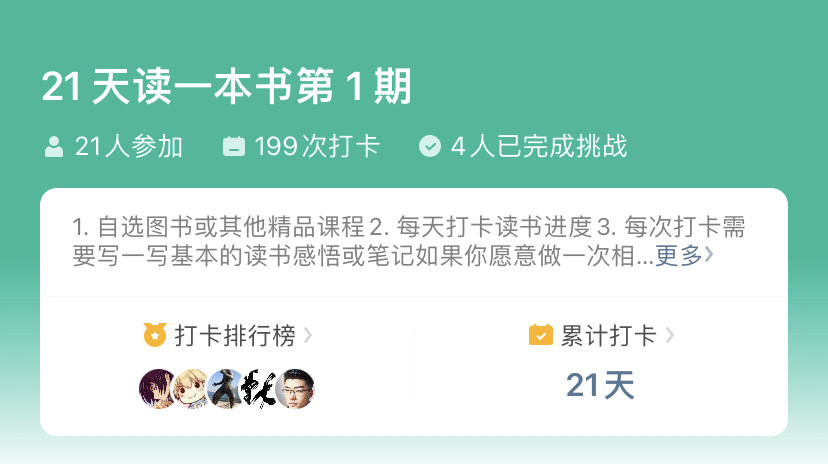 21 天读一本书第 1 期
21人参加 199次打卡 4人已完成挑战
1. 自选图书或其他精品课程 2. 每天打卡读书进度 3. 每次打卡需
要写一写基本的读书感悟或笔记如果你愿意做一次相...更多
打卡排行榜
累计打卡
21天